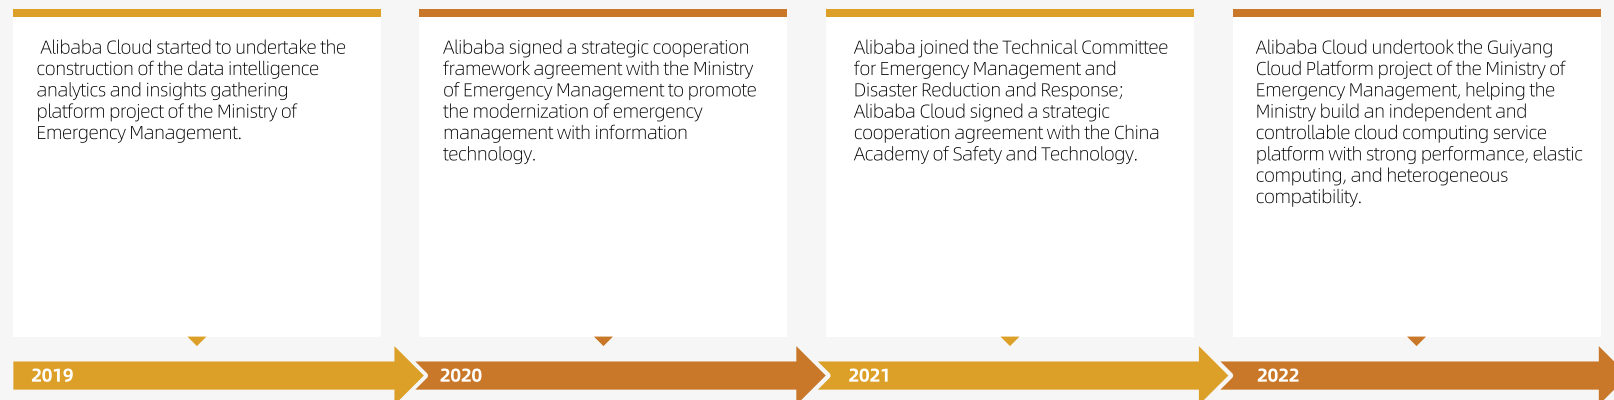 Alibaba Cloud started to undertake the
construction of the data intelligence
analytics and insights gathering
platform project of the Ministry of
Emergency Management.
Alibaba signed a strategic cooperation
framework agreement with the Ministry
of Emergency Management to promote
the modernization of emergency
management with information
technology.
Alibaba joined the Technical Committee
for Emergency Management and
Disaster Reduction and Response;
Alibaba Cloud signed a strategic
cooperation agreement with the China
Academy of Safety and Technology.
Alibaba Cloud undertook the Guiyang
Cloud Platform project of the Ministry of
Emergency Management, helping the
Ministry build an independent and
controllable cloud computing service
platform with strong performance, elastic
computing, and heterogeneous
compatibility.
2019
2020
2021
2022